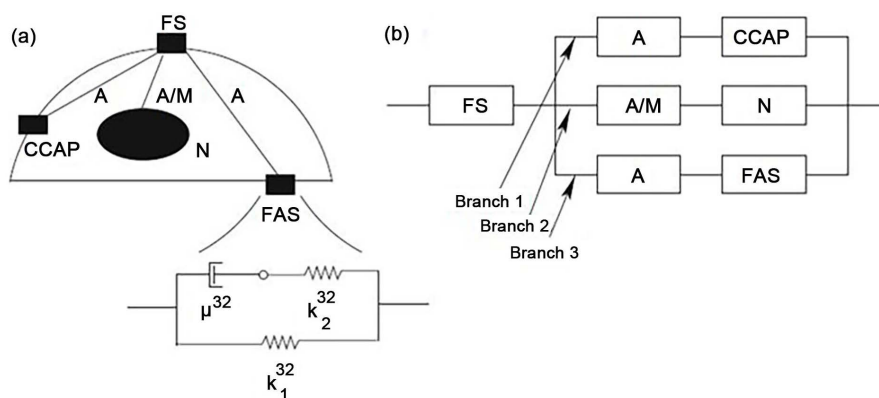 (a)
FS
A
A/M
A
CCAP
N
FAS
μ³²
k₂³²
k₁³²
(b)
A
CCAP
FS
A/M
N
A
FAS
Branch 1
Branch 2
Branch 3